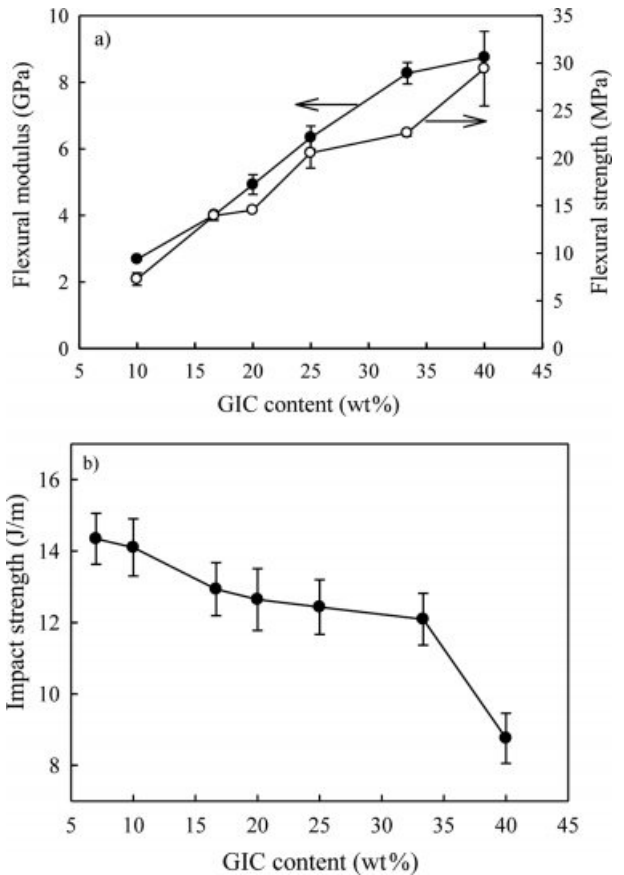 a)
Flexural modulus (GPa)
10
8
6
4
2
0
Flexural strength (MPa)
35
30
25
20
15
10
5
0
5 10 15 20 25 30 35 40 45
GIC content (wt%)
b)
Impact strength (J/m)
16
14
12
10
8
5 10 15 20 25 30 35 40 45
GIC content (wt%)